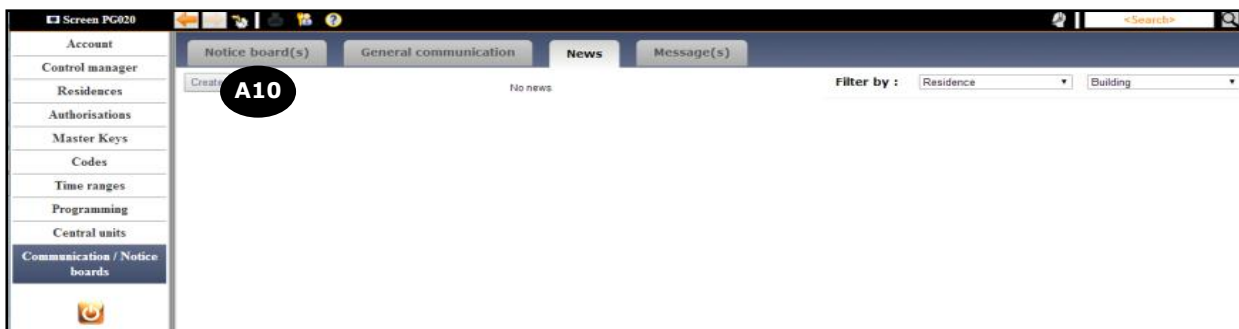 Screen PG020
<Search>
Account
Control manager
Residences
Authorisations
Master Keys
Codes
Time ranges
Programming
Central units
Communication / Notice
boards
Notice board(s) General communication News Message(s)
Create A10 No news Filter by : Residence Building